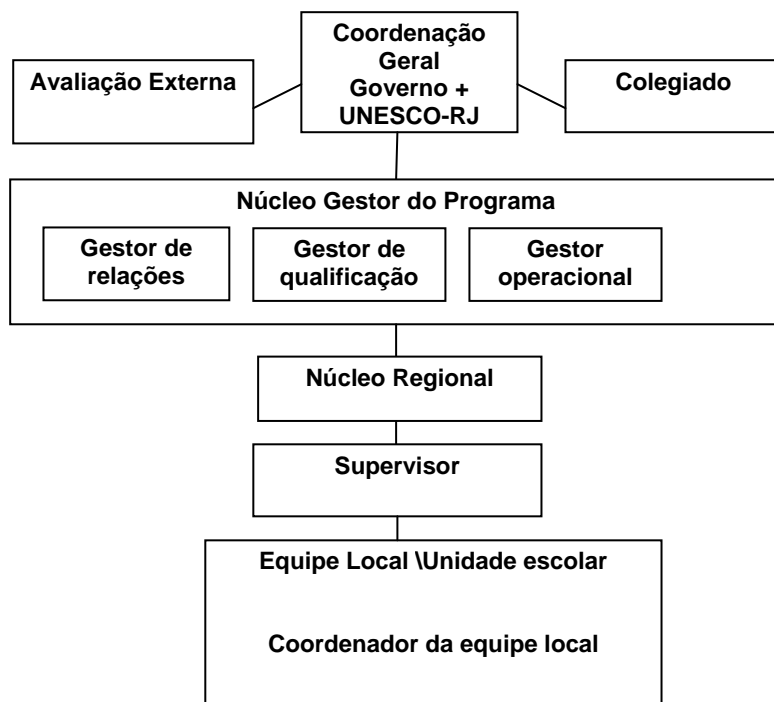 Coordenação
Geral
Governo +
UNESCO-RJ
Avaliação Externa
Colegiado
Núcleo Gestor do Programa
Gestor de
relações
Gestor de
qualificação
Gestor
operacional
Núcleo Regional
Supervisor
Equipe Local \Unidade escolar
Coordenador da equipe local